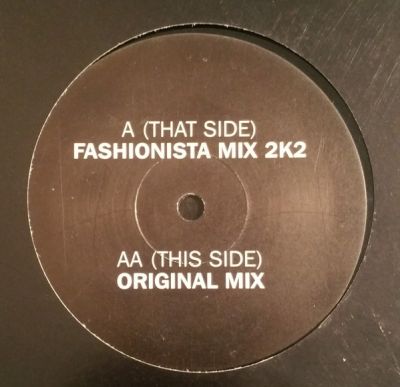 A (THAT SIDE)
FASHIONISTA MIX 2K2
AA (THIS SIDE)
ORIGINAL MIX